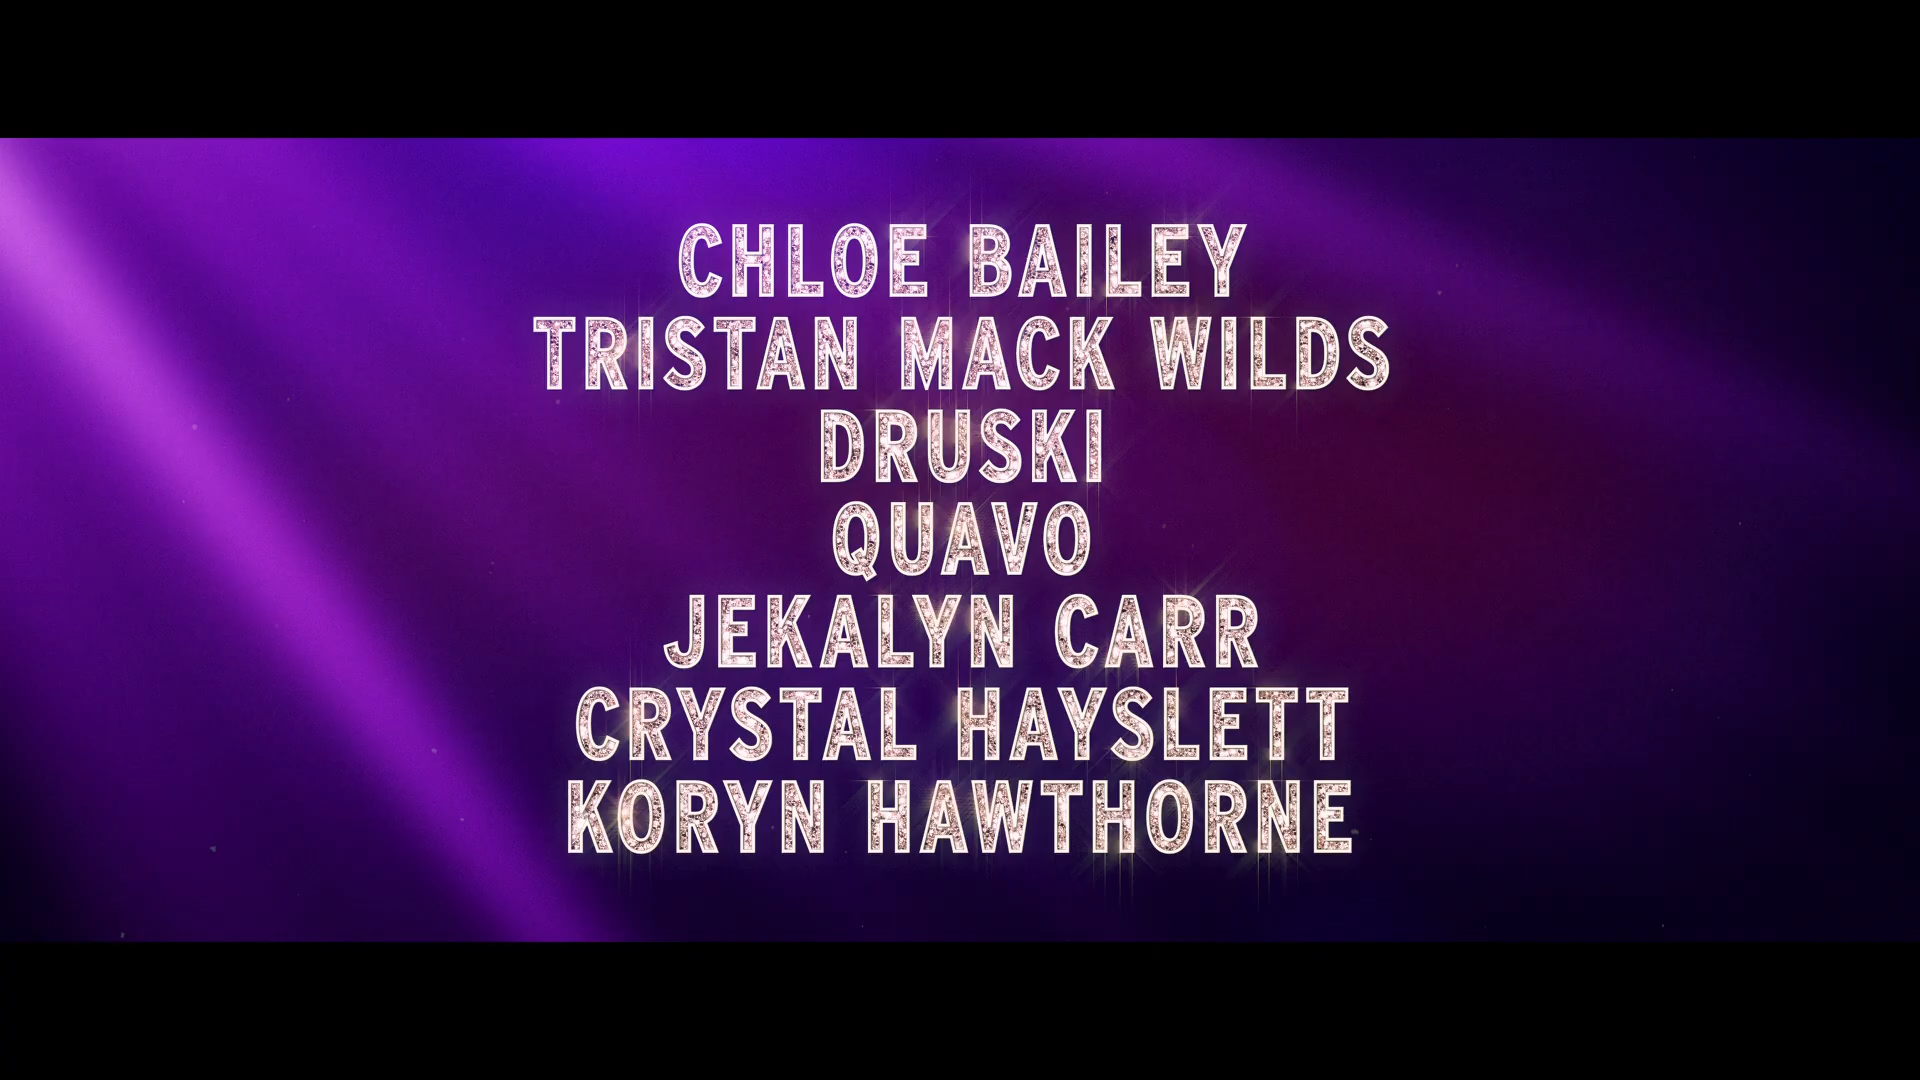 CHLOE BAILEY
TRISTAN MACK WILDS
DRUSKI
QUAVO
JEKALYN CARR
CRYSTAL HAYSLETT
KORYN HAWTHORNE